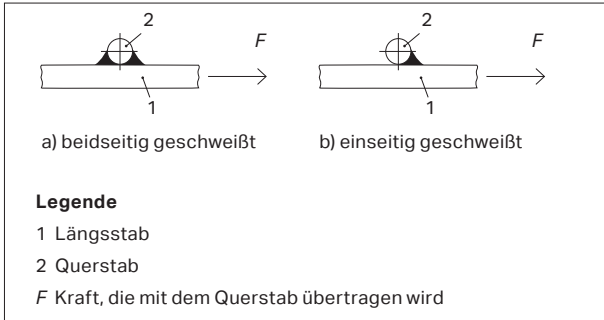 2
F
1
a) beidseitig geschweißt
2
F
1
b) einseitig geschweißt
Legende
1 Längsstab
2 Querstab
F Kraft, die mit dem Querstab übertragen wird